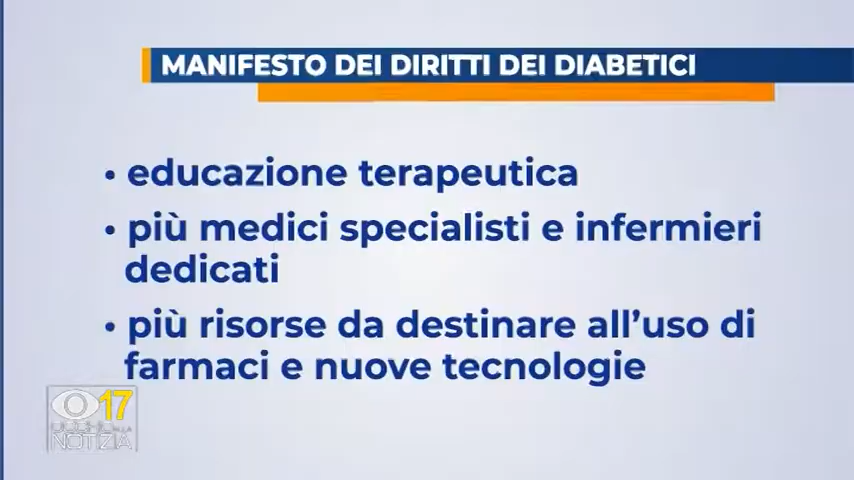 MANIFESTO DEI DIRITTI DEI DIABETICI
• educazione terapeutica
• più medici specialisti e infermieri
dedicati
• più risorse da destinare all’uso di
farmaci e nuove tecnologie
17
NOTIZIA